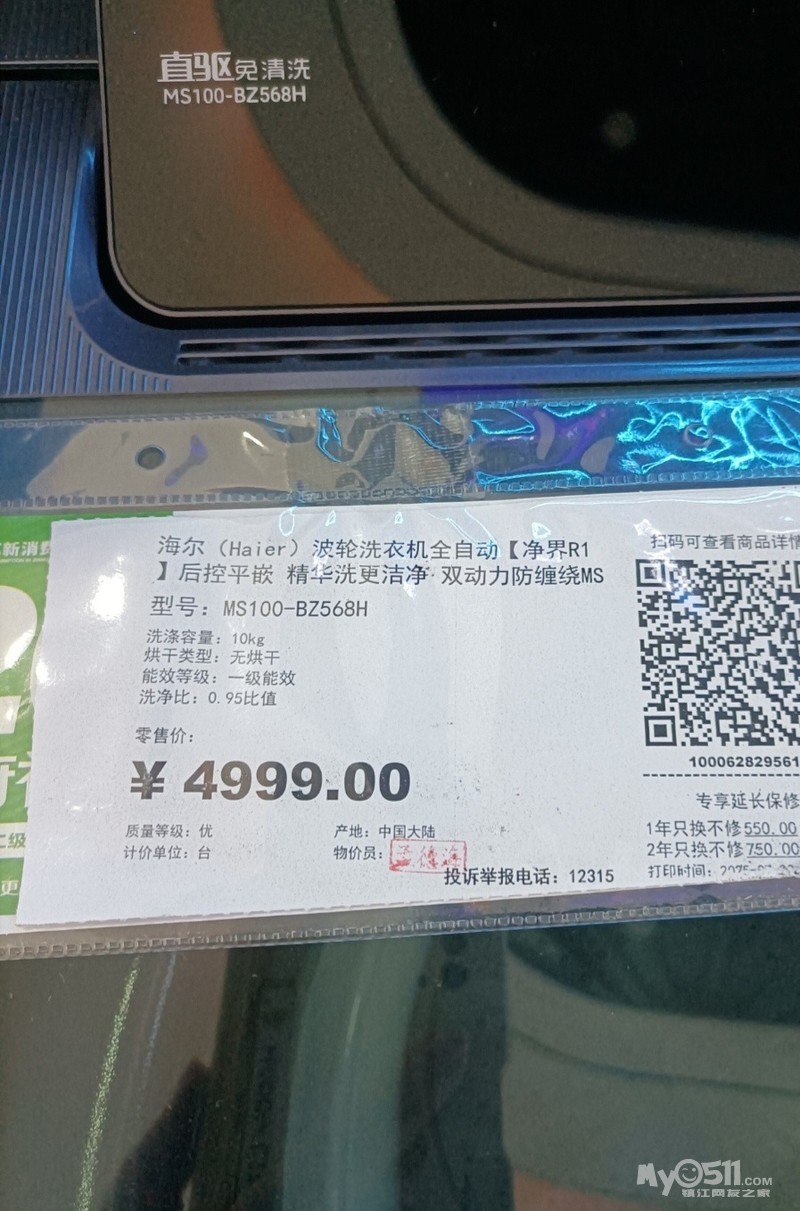 直驱免清洗
MS100-BZ568H
新消费
海尔（Haier）波轮洗衣机全自动【净界R1
】后控平嵌 精华洗更洁净 双动力防缠绕MS
型号：MS100-BZ568H
洗涤容量：10kg
烘干类型：无烘干
能效等级：一级能效
洗净比：0.95比值
零售价：
¥ 4999.00
质量等级：优
产地：中国大陆
计价单位：台
物价员：
投诉举报电话：12315
扫码可查看商品详情
100062829561
专享延长保修
1年只换不修550.00
2年只换不修750.00
打印时间：
级
更
MyO511.COM
镇江网友之家